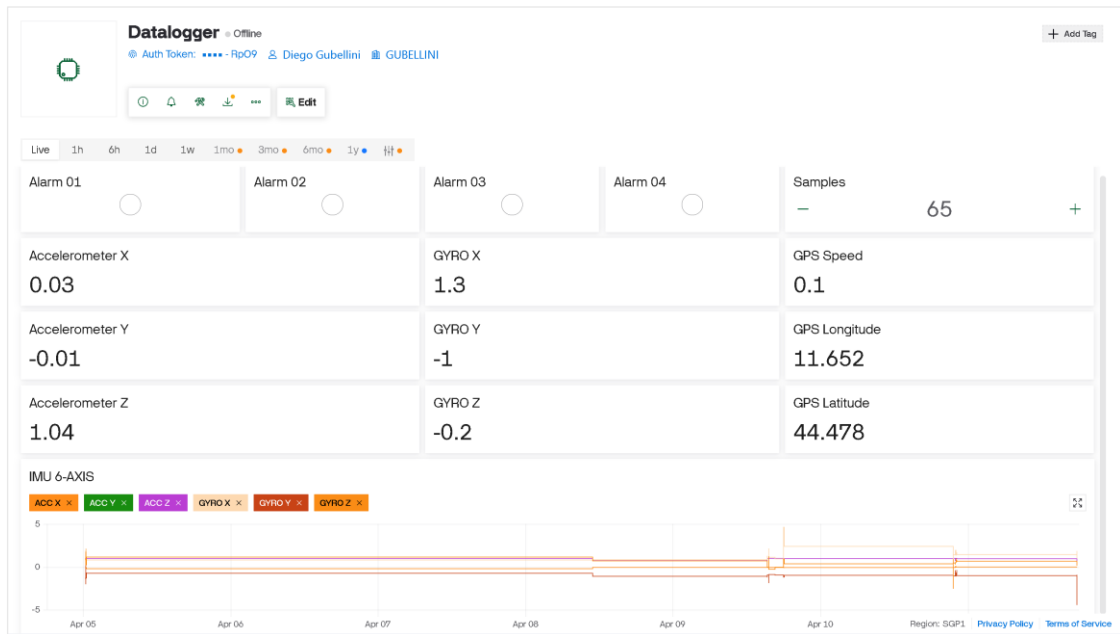 Datalogger Offline
Auth Token: •••• - RpO9 Diego Gubellini GUBELLINI
+ Add Tag
Edit
Live 1h 6h 1d 1w 1mo 3mo 6mo 1y
Alarm 01 Alarm 02 Alarm 03 Alarm 04 Samples
− 65 +
Accelerometer X GYRO X GPS Speed
0.03 1.3 0.1
Accelerometer Y GYRO Y GPS Longitude
-0.01 -1 11.652
Accelerometer Z GYRO Z GPS Latitude
1.04 -0.2 44.478
IMU 6-AXIS
ACC X × ACC Y × ACC Z × GYRO X × GYRO Y × GYRO Z ×
5
0
-5
Apr 05 Apr 06 Apr 07 Apr 08 Apr 09 Apr 10
Region: SGP1 Privacy Policy Terms of Service